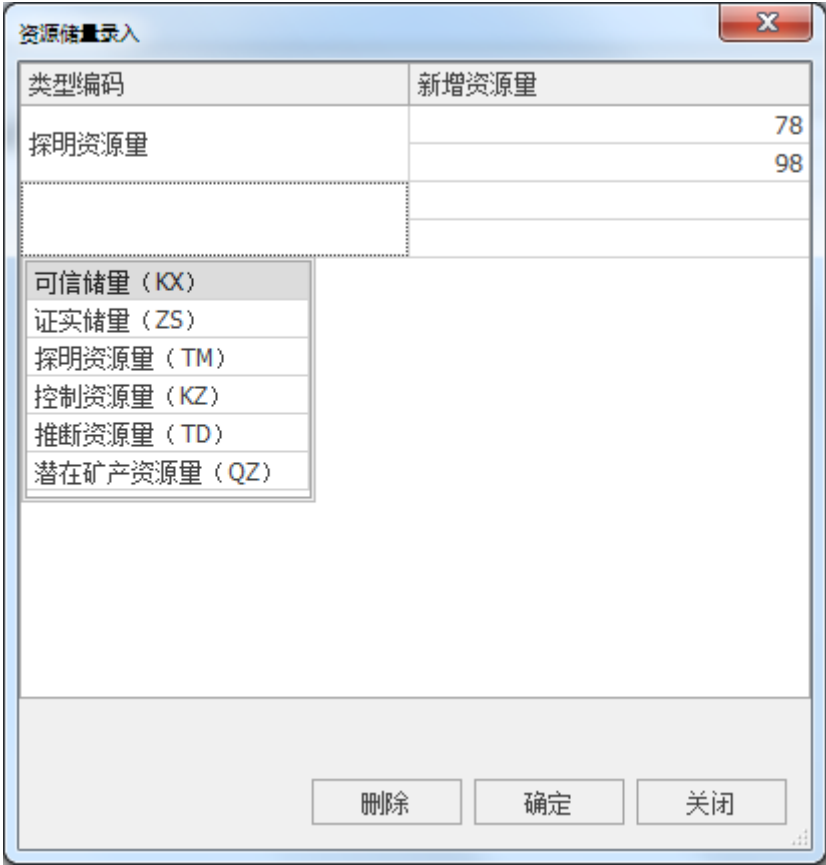 资源储量录入
类型编码 新增资源量
探明资源量 78
98
可信储量（KX）
证实储量（ZS）
探明资源量（TM）
控制资源量（KZ）
推断资源量（TD）
潜在矿产资源量（QZ）
删除 确定 关闭